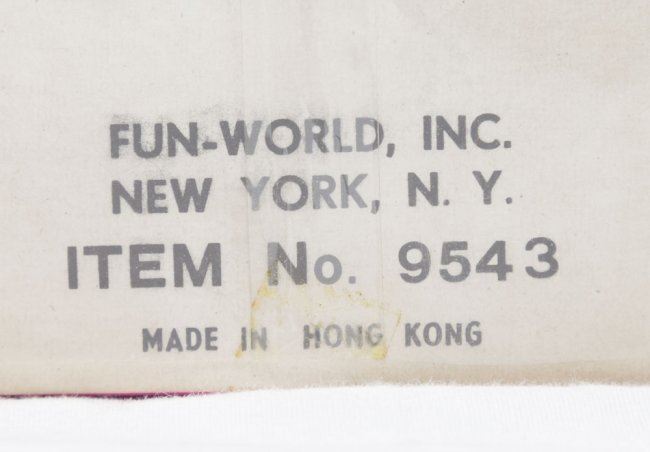 FUN-WORLD, INC.
NEW YORK, N. Y.
ITEM No. 9543
MADE IN HONG KONG